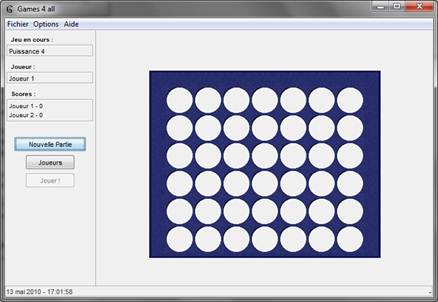 Games 4 all
Fichier Options Aide
Jeu en cours :
Puissance 4
Joueur :
Joueur 1
Scores :
Joueur 1 - 0
Joueur 2 - 0
Nouvelle Partie
Joueurs
Jouer !
13 mai 2010 - 17:01:58